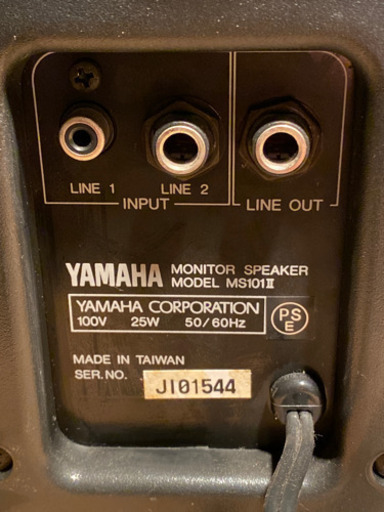 LINE 1 LINE 2
INPUT LINE OUT
YAMAHA MONITOR SPEAKER
MODEL MS101Ⅱ
YAMAHA CORPORATION
100V 25W 50/60Hz
PS
E
MADE IN TAIWAN
SER.NO. JI01544